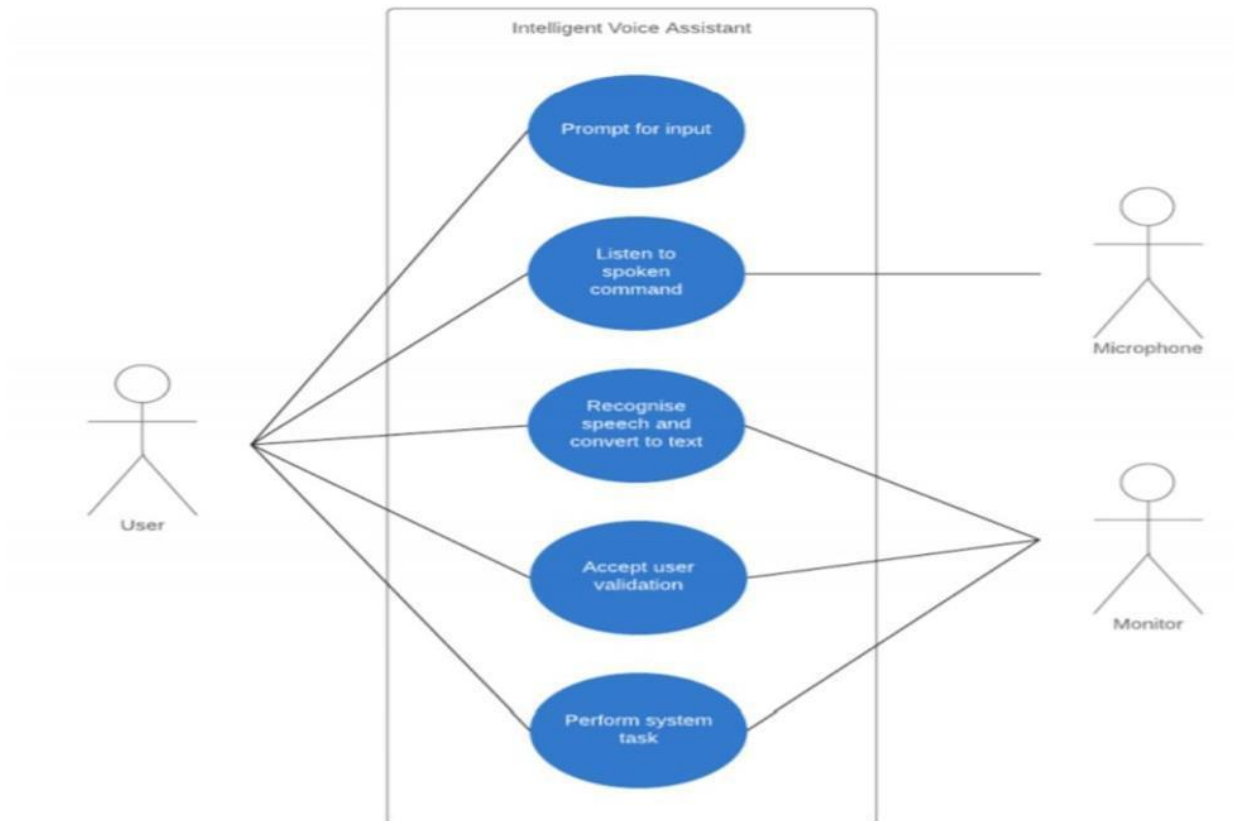 Intelligent Voice Assistant
Prompt for input
Listen to
spoken
command
Microphone
Recognise
speech and
convert to text
User
Accept user
validation
Monitor
Perform system
task